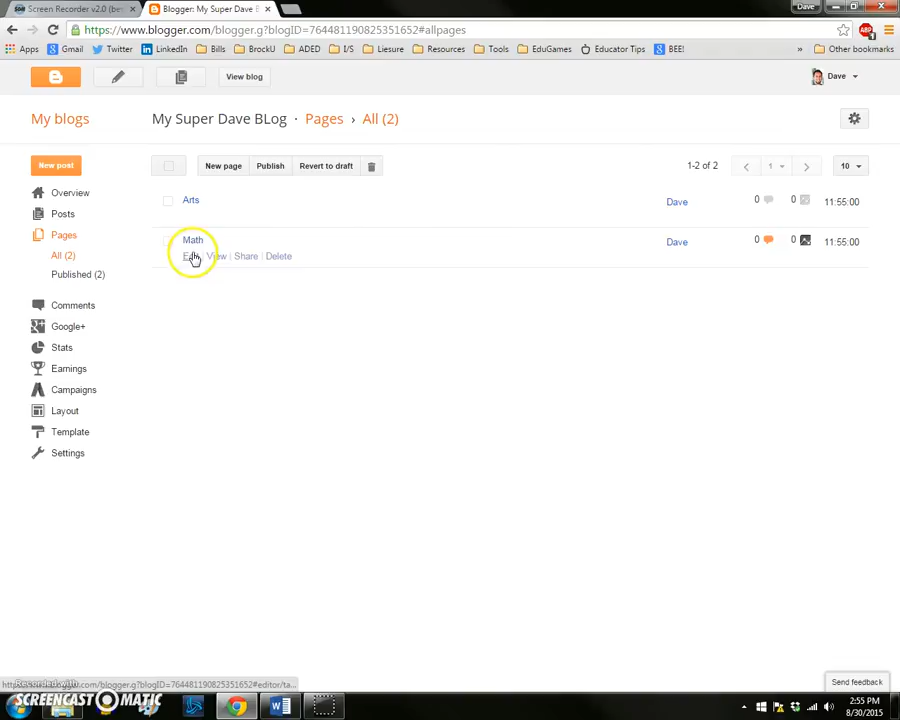 Screen Recorder v2.0 (be
Blogger: My Super Dave B
Dave
https://www.blogger.com/blogger.g?blogID=7644811908253516​52#allpages
Apps Gmail Twitter LinkedIn Bills BrockU ADED I/S Liesure Resources Tools EduGames Educator Tips BEE! » Other bookmarks
View blog
Dave
My blogs
My Super Dave BLog · Pages › All (2)
New post
New page Publish Revert to draft
1-2 of 2
1
10
Overview
Posts
Pages
All (2)
Published (2)
Comments
Google+
Stats
Earnings
Campaigns
Layout
Template
Settings
Arts
Dave
0
0
11:55:00
Math
View | Share | Delete
Dave
0
0
11:55:00
Send feedback
Recorded with
SCREENCAST-O-MATIC
2:55 PM
8/30/2015